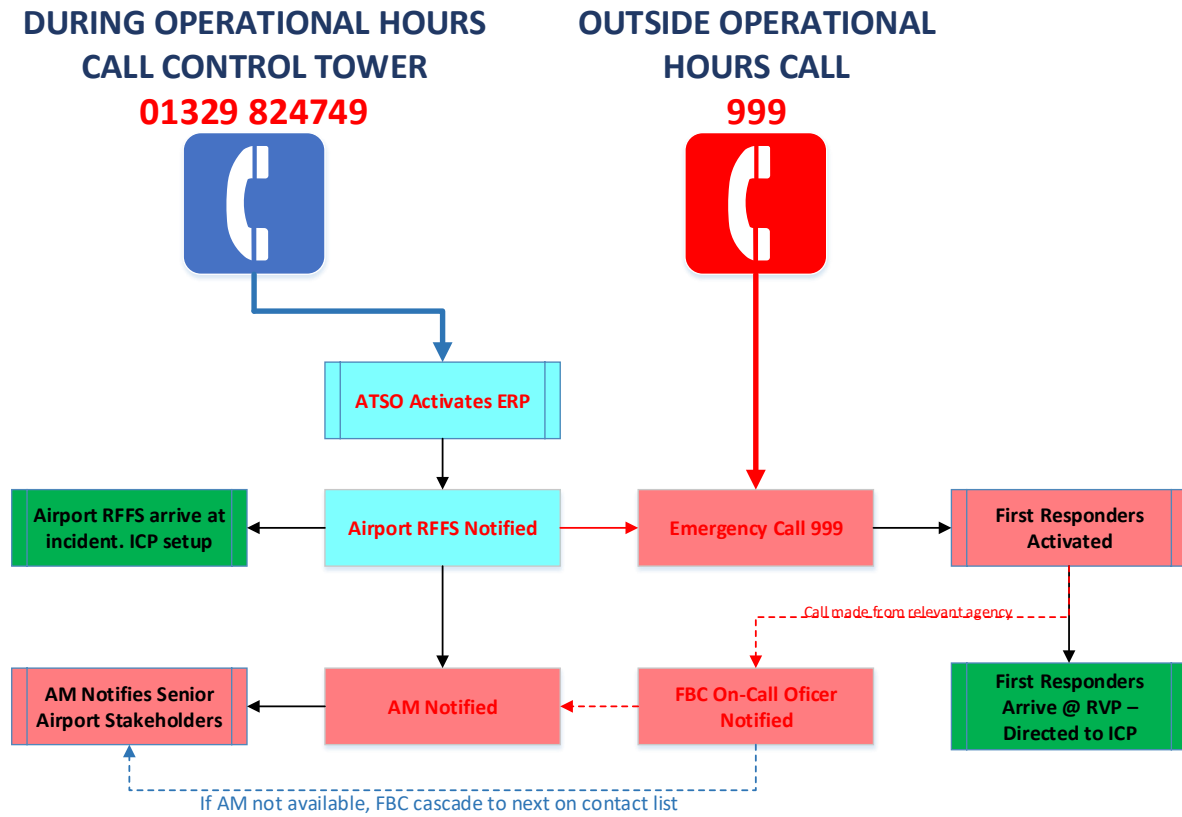 DURING OPERATIONAL HOURS
CALL CONTROL TOWER
01329 824749
OUTSIDE OPERATIONAL
HOURS CALL
999
ATSO Activates ERP
Airport RFFS arrive at
incident. ICP setup
Airport RFFS Notified
Emergency Call 999
First Responders
Activated
Call made from relevant agency
AM Notifies Senior
Airport Stakeholders
AM Notified
FBC On-Call Oficer
Notified
First Responders
Arrive @ RVP –
Directed to ICP
If AM not available, FBC cascade to next on contact list